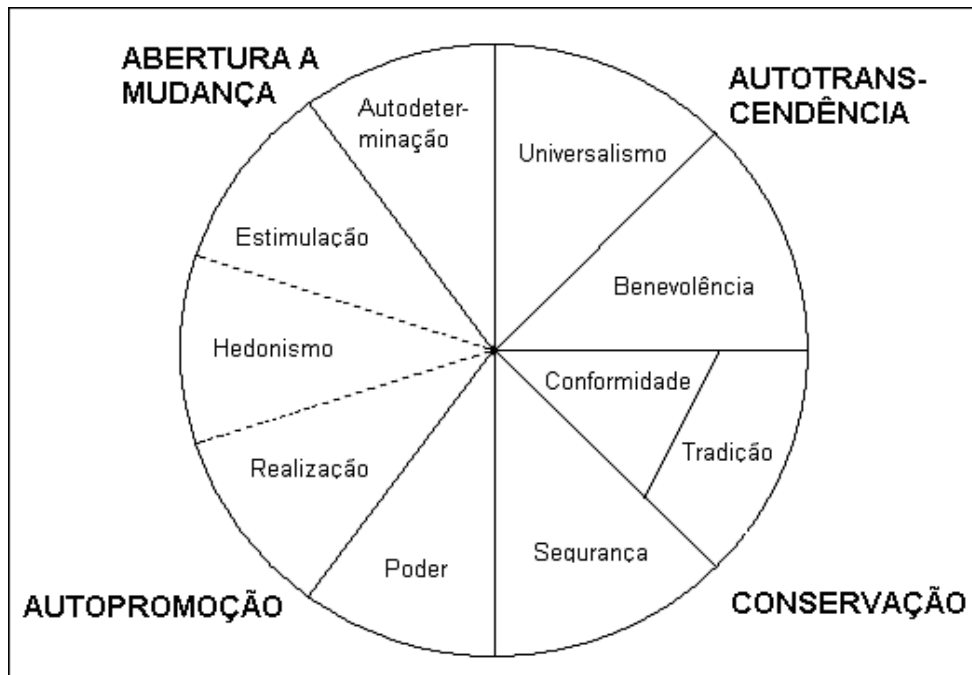 ABERTURA A
MUDANÇA
AUTOTRANS-
CENDÊNCIA
Autodeter-
minação
Universalismo
Estimulação
Benevolência
Hedonismo
Conformidade
Tradição
Realização
Segurança
Poder
AUTOPROMOÇÃO
CONSERVAÇÃO